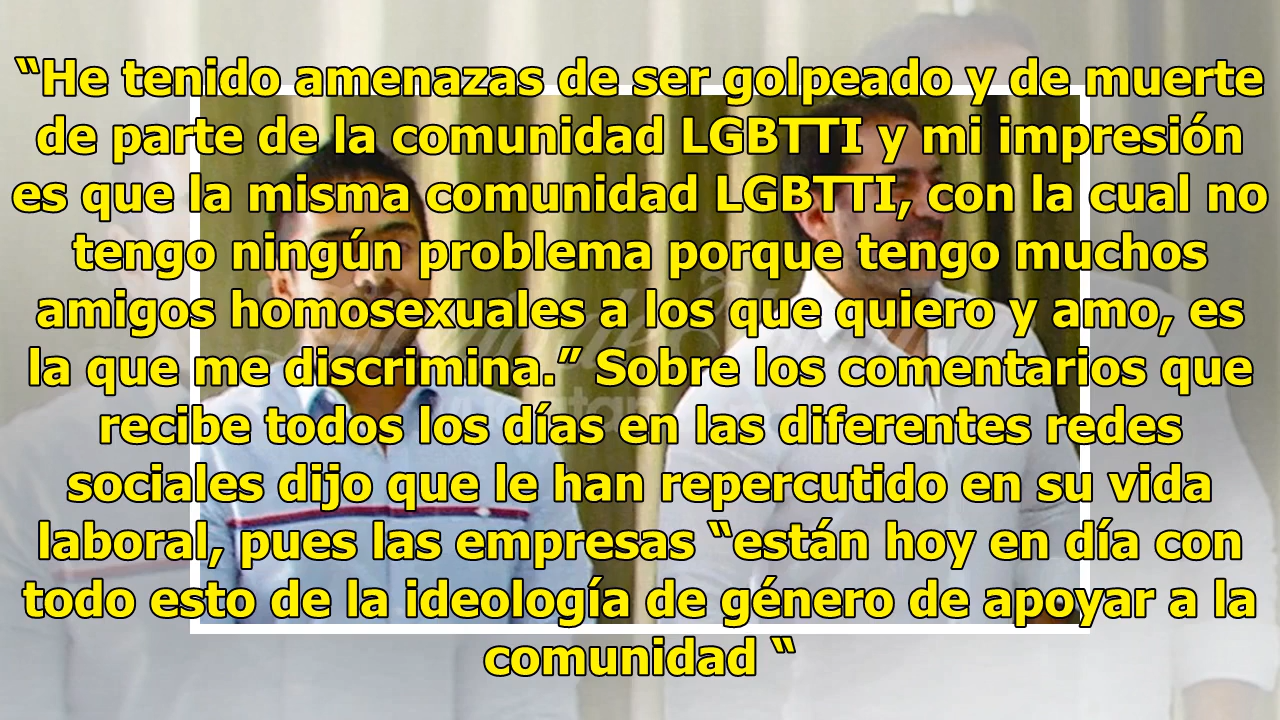 “He tenido amenazas de ser golpeado y de muerte
de parte de la comunidad LGBTTI y mi impresión
es que la misma comunidad LGBTTI, con la cual no
tengo ningún problema porque tengo muchos
amigos homosexuales a los que quiero y amo, es
la que me discrimina.” Sobre los comentarios que
recibe todos los días en las diferentes redes
sociales dijo que le han repercutido en su vida
laboral, pues las empresas “están hoy en día con
todo esto de la ideología de género de apoyar a la
comunidad “